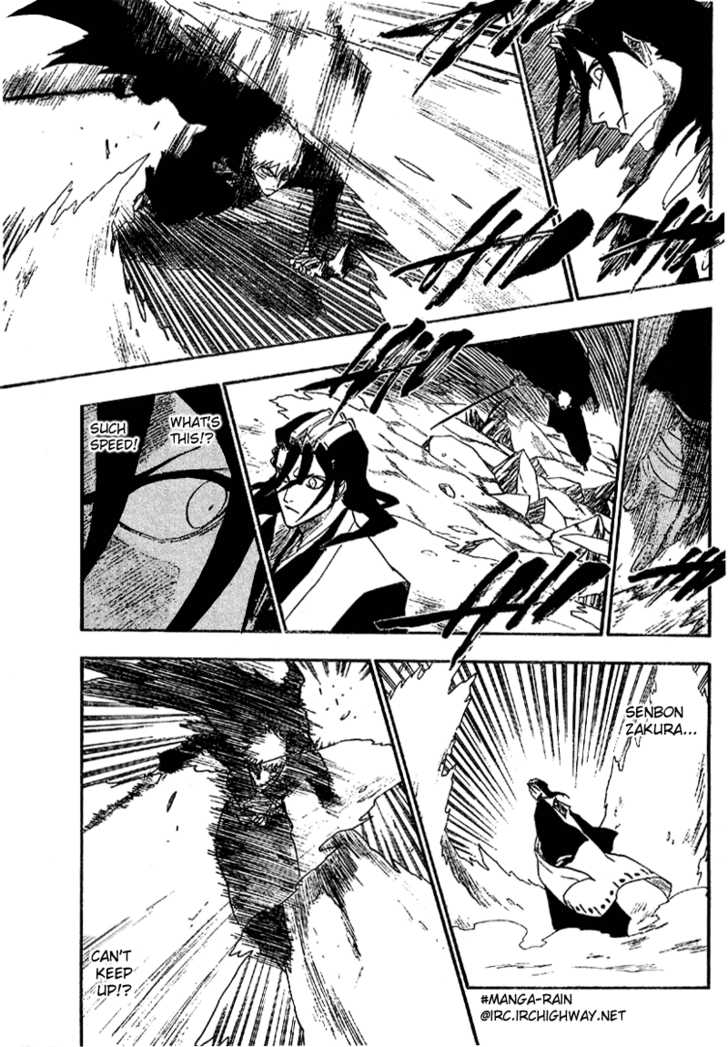 WHAT'S
THIS!?
SUCH
SPEED!
SENBON
ZAKURA...
CAN'T
KEEP
UP!?
#MANGA-RAIN
@IRC.IRCHIGHWAY.NET